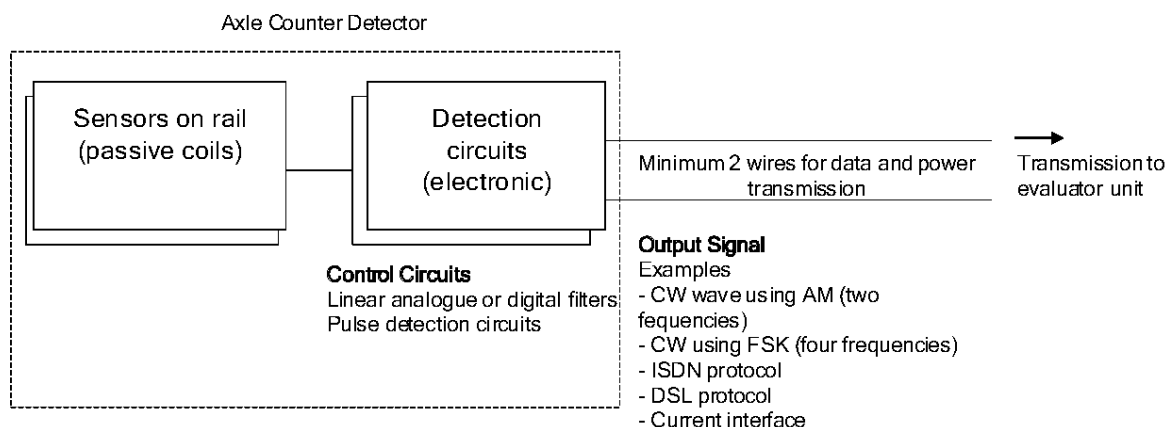 Axle Counter Detector
Sensors on rail
(passive coils)
Detection
circuits
(electronic)
Minimum 2 wires for data and power
transmission
Transmission to
evaluator unit
Control Circuits
Linear analogue or digital filters
Pulse detection circuits
Output Signal
Examples
- CW wave using AM (two
fequencies)
- CW using FSK (four frequencies)
- ISDN protocol
- DSL protocol
- Current interface